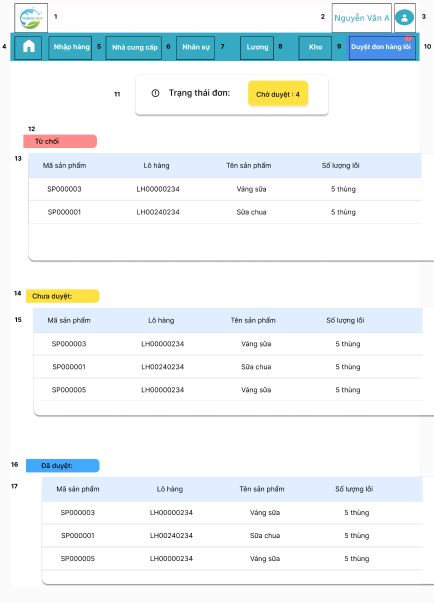 1 2 Nguyễn Văn A 3
4 Nhập hàng 5 Nhà cung cấp 6 Nhân sự 7 Lương 8 Kho 9 Duyệt đơn hàng lỗi 10
11 Trạng thái đơn: Chờ duyệt : 4
12
Từ chối
13 Mã sản phẩm Lô hàng Tên sản phẩm Số lượng lỗi
SP000003 LH00000234 Váng sữa 5 thùng
SP000001 LH00240234 Sữa chua 5 thùng
14 Chưa duyệt:
15 Mã sản phẩm Lô hàng Tên sản phẩm Số lượng lỗi
SP000003 LH00000234 Váng sữa 5 thùng
SP000001 LH00240234 Sữa chua 5 thùng
SP000005 LH00000234 Váng sữa 5 thùng
16 Đã duyệt:
17 Mã sản phẩm Lô hàng Tên sản phẩm Số lượng lỗi
SP000003 LH00000234 Váng sữa 5 thùng
SP000001 LH00240234 Sữa chua 5 thùng
SP000005 LH00000234 Váng sữa 5 thùng